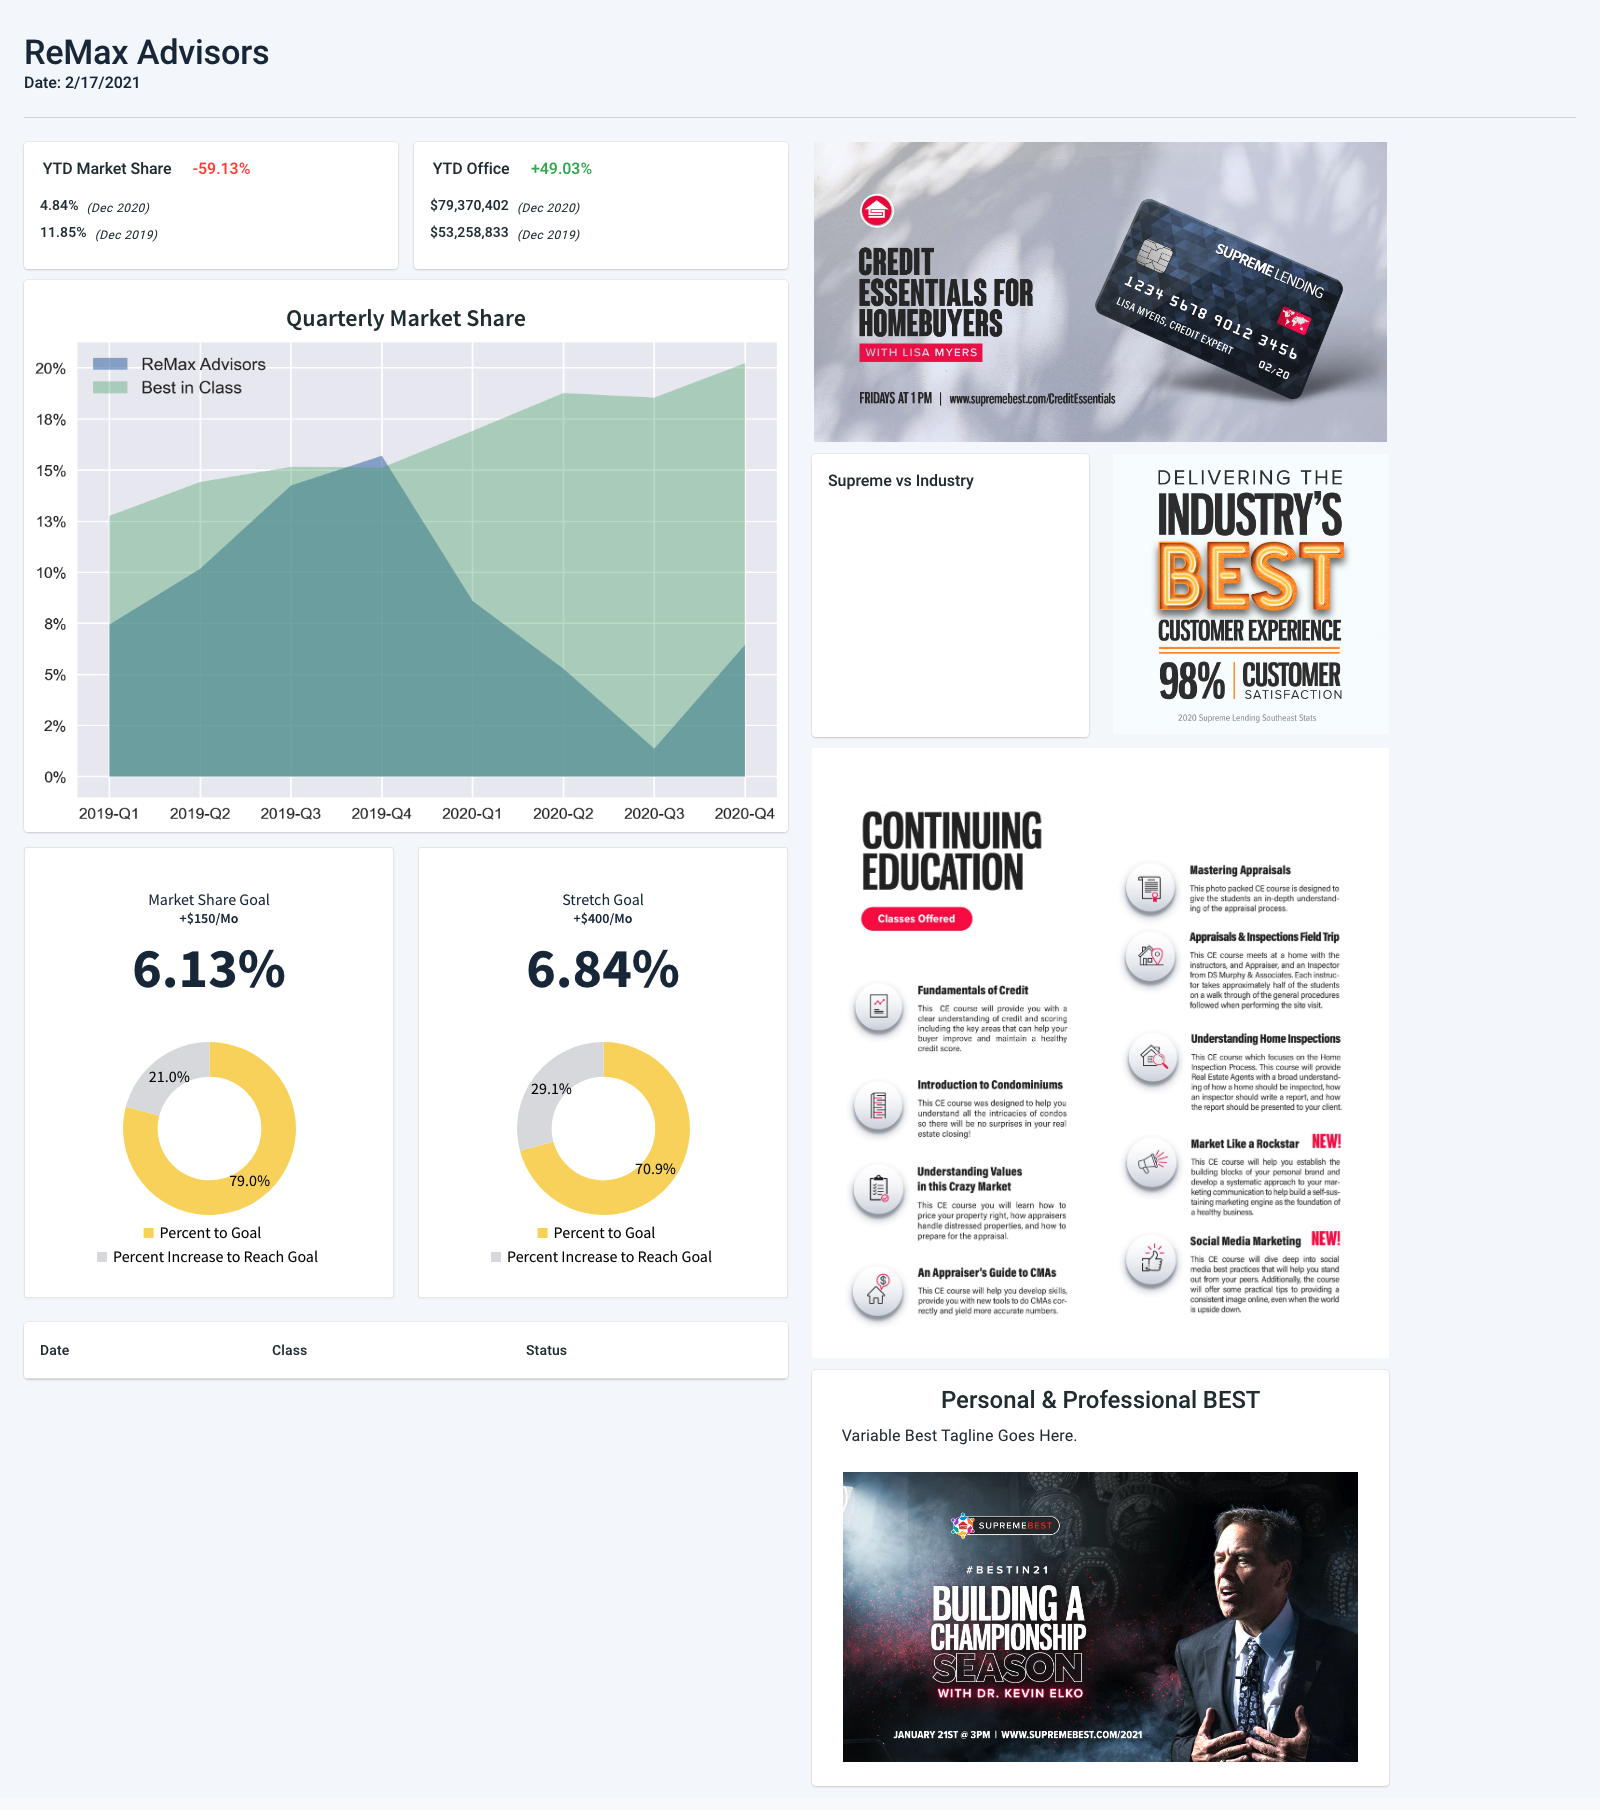 ReMax Advisors
Date: 2/17/2021
YTD Market Share -59.13%
4.84% (Dec 2020)
11.85% (Dec 2019)
YTD Office +49.03%
$79,370,402 (Dec 2020)
$53,258,833 (Dec 2019)
Quarterly Market Share
ReMax Advisors
Best in Class
20%
18%
15%
13%
10%
8%
5%
2%
0%
2019-Q1 2019-Q2 2019-Q3 2019-Q4 2020-Q1 2020-Q2 2020-Q3 2020-Q4
Market Share Goal
+$150/Mo
6.13%
21.0%
79.0%
Percent to Goal
Percent Increase to Reach Goal
Stretch Goal
+$400/Mo
6.84%
29.1%
70.9%
Percent to Goal
Percent Increase to Reach Goal
Date Class Status
CREDIT
ESSENTIALS FOR
HOMEBUYERS
WITH LISA MYERS
FRIDAYS AT 1 PM | www.supremebest.com/CreditEssentials
SUPREME LENDING
1234 5678 9012 3456
LISA MYERS, CREDIT EXPERT
02/20
Supreme vs Industry
DELIVERING THE
INDUSTRY'S
BEST
CUSTOMER EXPERIENCE
98% | CUSTOMER
SATISFACTION
2020 Supreme Lending Southeast Stats
CONTINUING
EDUCATION
Classes Offered
Fundamentals of Credit
This CE course will provide you with a
clear understanding of credit and scoring
including the key areas that can help your
buyer improve and maintain a healthy
credit score.
Introduction to Condominiums
This CE course was designed to help you
understand all the intricacies of condos
so there will be no surprises in your real
estate closing!
Understanding Values
in this Crazy Market
This CE course you will learn how to
price your property right, how appraisers
handle distressed properties, and how to
prepare for the appraisal.
An Appraiser's Guide to CMAs
This CE course will help you develop skills,
provide you with new tools to do CMAs cor-
rectly and yield more accurate numbers.
Mastering Appraisals
This photo packed CE course is designed to
give the students an in-depth understand-
ing of the appraisal process.
Appraisals & Inspections Field Trip
This CE course meets at a home with the
instructors, and Appraiser, and an Inspector
from DS Murphy & Associates. Each instruc-
tor takes approximately half of the students
on a walk through of the general procedures
followed when performing the site visit.
Understanding Home Inspections
This CE course which focuses on the Home
Inspection Process. This course will provide
Real Estate Agents with a broad understand-
ing of how a home should be inspected, how
an inspector should write a report, and how
the report should be presented to your client.
Market Like a Rockstar NEW!
This CE course will help you establish the
building blocks of your personal brand and
develop a systematic approach to your mar-
keting communication to help build a self-sus-
taining marketing engine as the foundation of
a healthy business.
Social Media Marketing NEW!
This CE course will dive deep into social
media best practices that will help you stand
out from your peers. Additionally, the course
will offer some practical tips to providing a
consistent image online, even when the world
is upside down.
Personal & Professional BEST
Variable Best Tagline Goes Here.
SUPREMEBEST
#BESTIN21
BUILDING A
CHAMPIONSHIP
SEASON
WITH DR. KEVIN ELKO
JANUARY 21ST @ 3PM | WWW.SUPREMEBEST.COM/2021